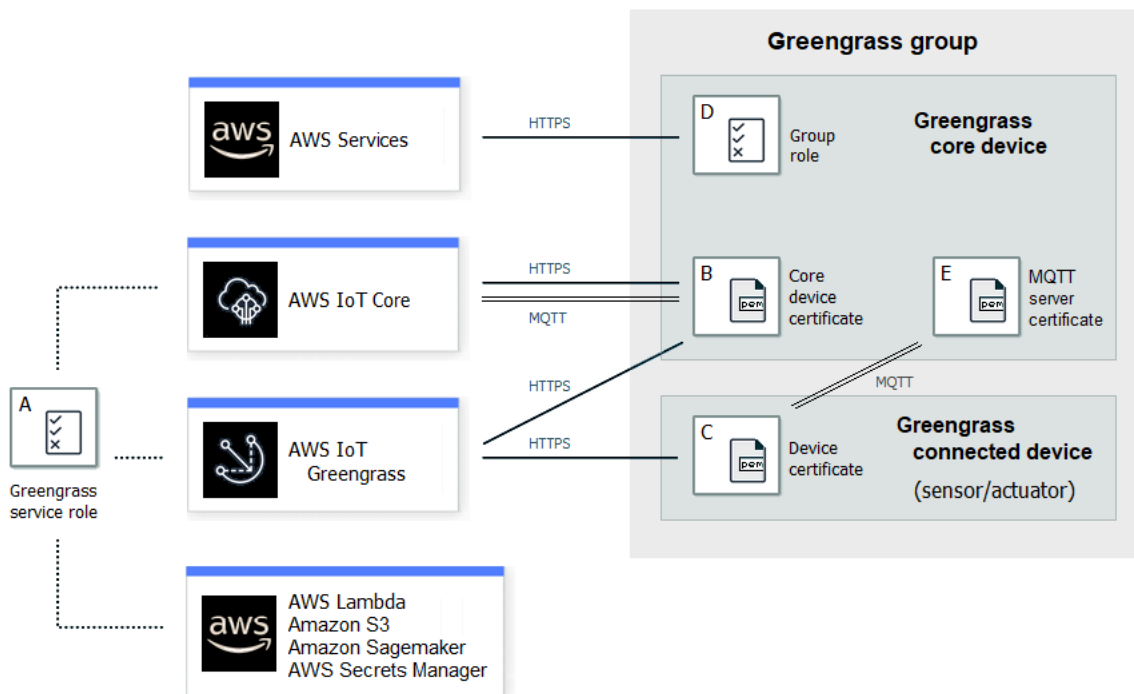 Greengrass group
aws
AWS Services
HTTPS
D
Group
role
Greengrass
core device
AWS IoT Core
HTTPS
MQTT
B
pem
Core
device
certificate
E
pem
MQTT
server
certificate
A
Greengrass
service role
AWS IoT
Greengrass
HTTPS
HTTPS
MQTT
C
pem
Device
certificate
Greengrass
connected device
(sensor/actuator)
aws
AWS Lambda
Amazon S3
Amazon Sagemaker
AWS Secrets Manager